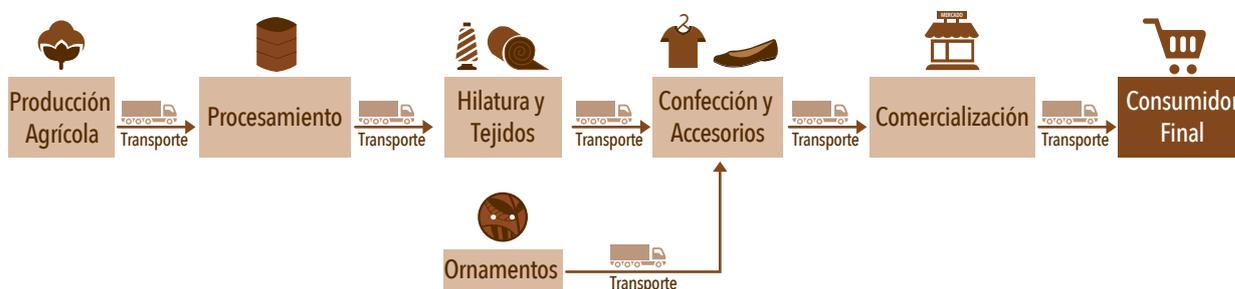 MERCADO
Producción
Agrícola
Transporte
Procesamiento
Transporte
Hilatura y
Tejidos
Transporte
Confección y
Accesorios
Transporte
Comercialización
Transporte
Consumidor
Final
Ornamentos
Transporte